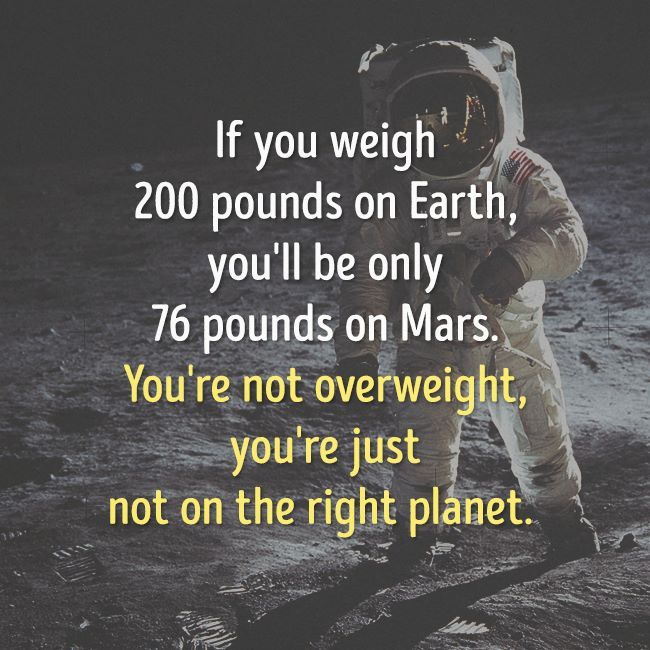 If you weigh
200 pounds on Earth,
you'll be only
76 pounds on Mars.
You're not overweight,
you're just
not on the right planet.